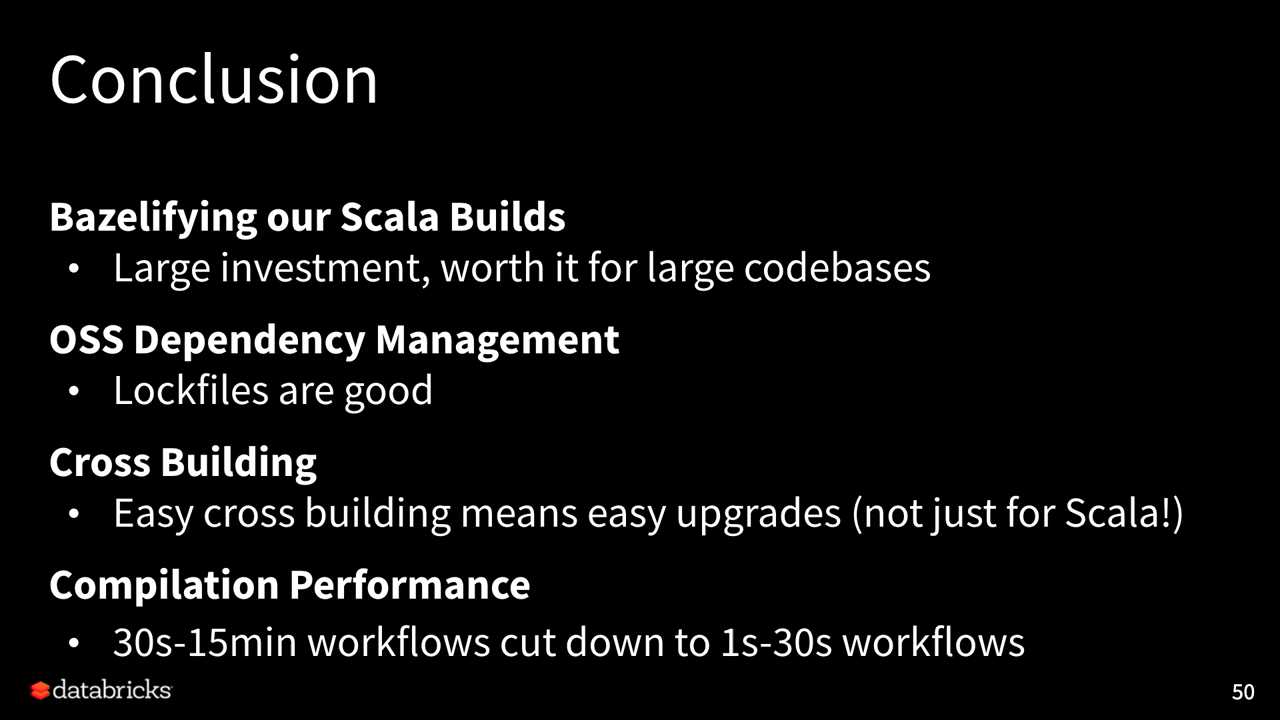 Conclusion
Bazelifying our Scala Builds
• Large investment, worth it for large codebases
OSS Dependency Management
• Lockfiles are good
Cross Building
• Easy cross building means easy upgrades (not just for Scala!)
Compilation Performance
• 30s-15min workflows cut down to 1s-30s workflows
databricks
50